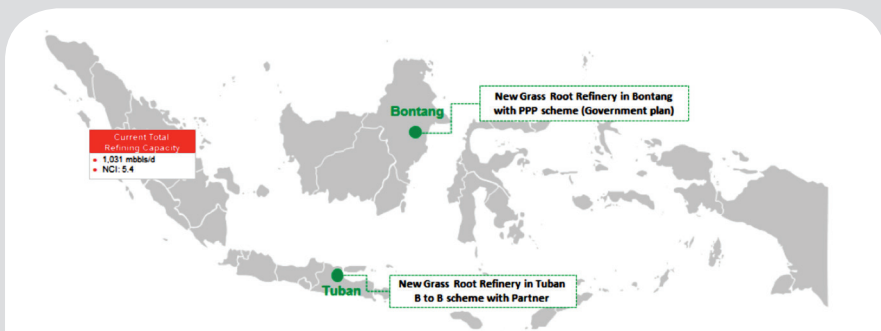 New Grass Root Refinery in Bontang
with PPP scheme (Government plan)
Bontang
Current Total
Refining Capacity
• 1,031 mbbls/d
• NCI: 5.4
New Grass Root Refinery in Tuban
B to B scheme with Partner
Tuban